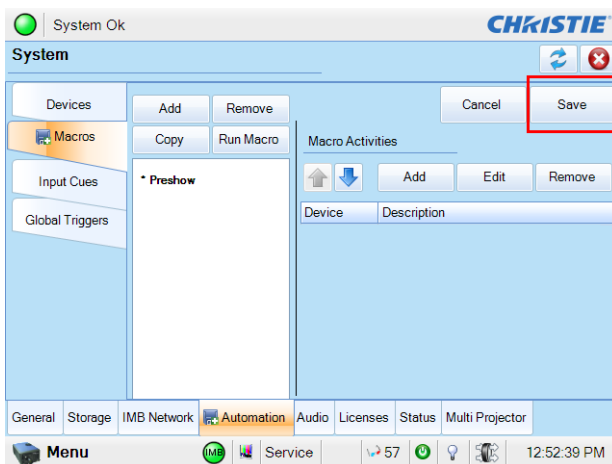 System Ok CHRISTIE
System
Devices Add Remove Cancel Save
Macros Copy Run Macro Macro Activities
* Preshow
Input Cues Add Edit Remove
Global Triggers Device Description
General Storage IMB Network Automation Audio Licenses Status Multi Projector
Menu IMB Service 57 12:52:39 PM